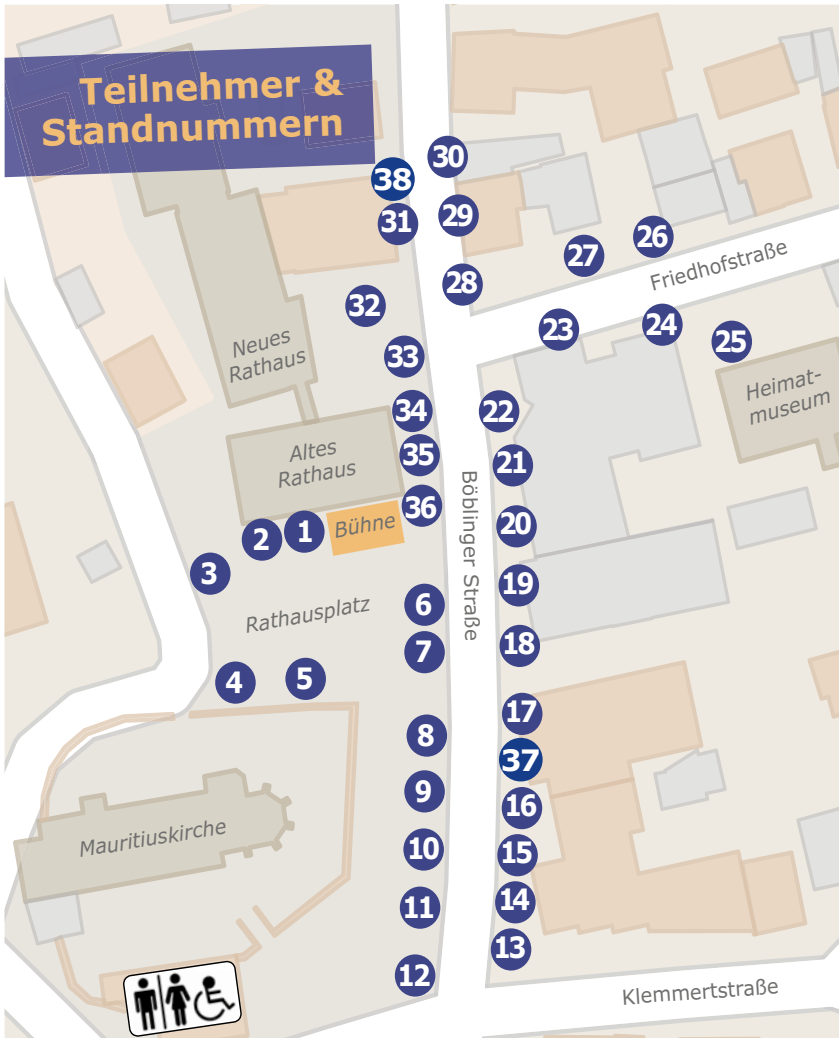 Teilnehmer &
Standnummern
30
38
29
31
26
27
Friedhofstraße
28
32
23
24
25
33
Neues
Rathaus
Heimat-
museum
34
22
Altes
Rathaus
35
21
36
Bühne
1
2
20
Böblinger Straße
3
19
6
Rathausplatz
18
7
5
4
17
8
37
9
16
Mauritiuskirche
10
15
14
11
13
12
Klemmertstraße